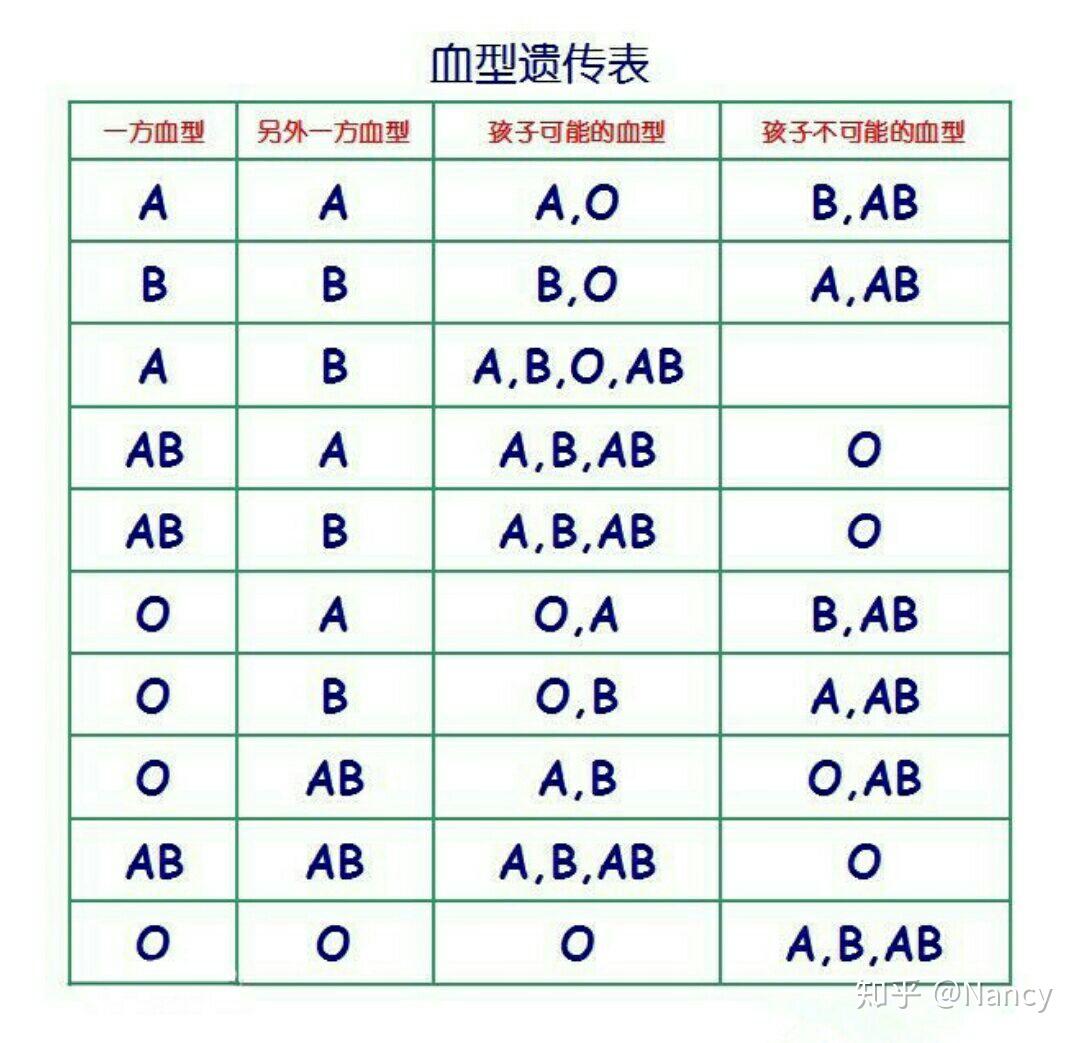 血型遗传表
一方血型 另外一方血型 孩子可能的血型 孩子不可能的血型
A A A,O B,AB
B B B,O A,AB
A B A,B,O,AB
AB A A,B,AB O
AB B A,B,AB O
O A O,A B,AB
O B O,B A,AB
O AB A,B O,AB
AB AB A,B,AB O
O O O A,B,AB
知乎 @Nancy